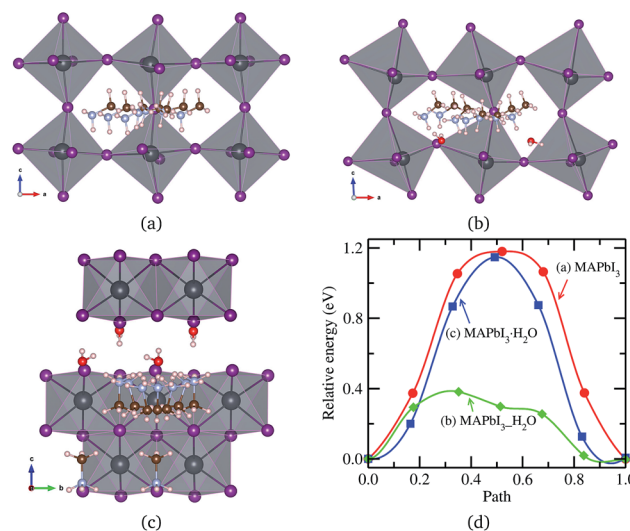 c
a
(a)
c
a
(b)
c
b
(c)
Relative energy (eV)
1.2
0.8
0.4
0.0
(a) MAPbI₃
(c) MAPbI₃·H₂O
(b) MAPbI₃_H₂O
0.0 0.2 0.4 0.6 0.8 1.0
Path
(d)